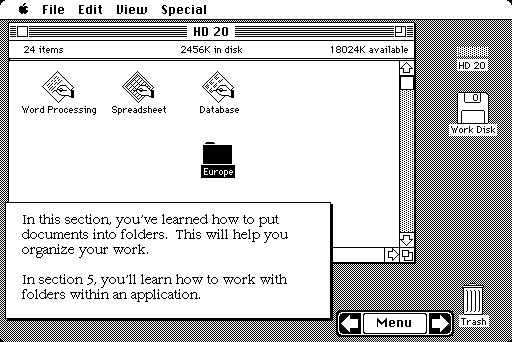 File Edit View Special
HD 20
24 items 2456K in disk 18024K available
Word Processing Spreadsheet Database
Europe
HD 20
Work Disk
In this section, you've learned how to put
documents into folders. This will help you
organize your work.
In section 5, you'll learn how to work with
folders within an application.
Menu
Trash